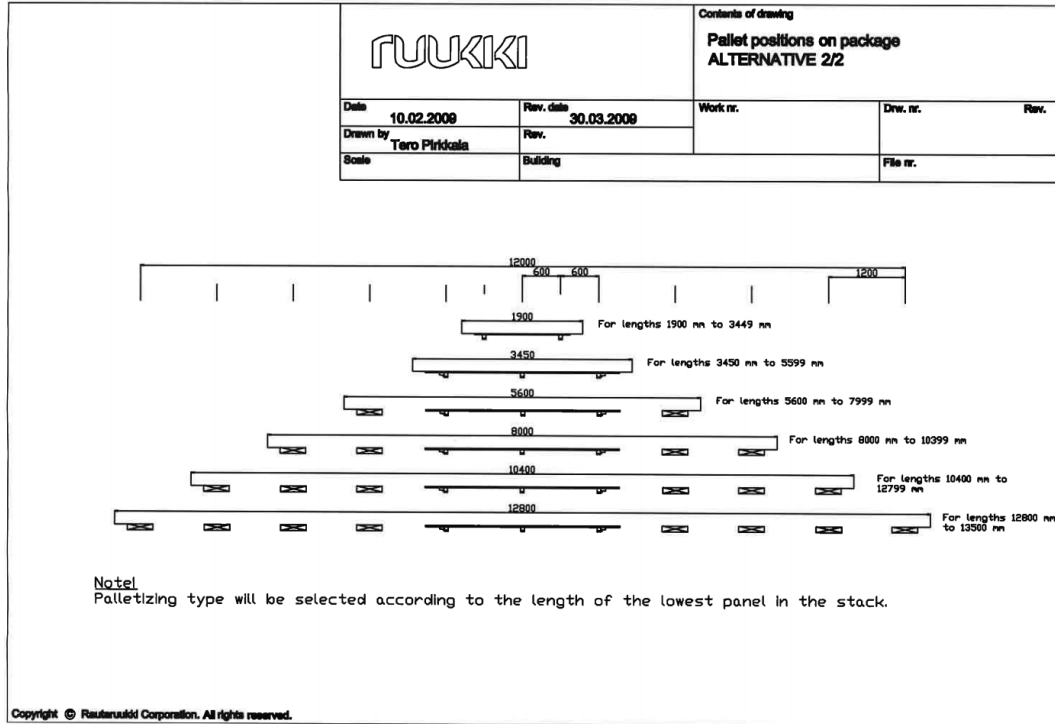 ruukki
Contents of drawing
Pallet positions on package
ALTERNATIVE 2/2
Date
10.02.2009
Rev. date
30.03.2009
Work nr.
Drw. nr.
Rev.
Drawn by
Tero Pirkkala
Rev.
Scale
Building
File nr.
12000
600
600
1200
1900
For lengths 1900 mm to 3449 mm
3450
For lengths 3450 mm to 5599 mm
5600
For lengths 5600 mm to 7999 mm
8000
For lengths 8000 mm to 10399 mm
10400
For lengths 10400 mm to
12799 mm
12800
For lengths 12800 mm
to 13500 mm
Note!
Palletizing type will be selected according to the length of the lowest panel in the stack.
Copyright © Rautaruukki Corporation. All rights reserved.